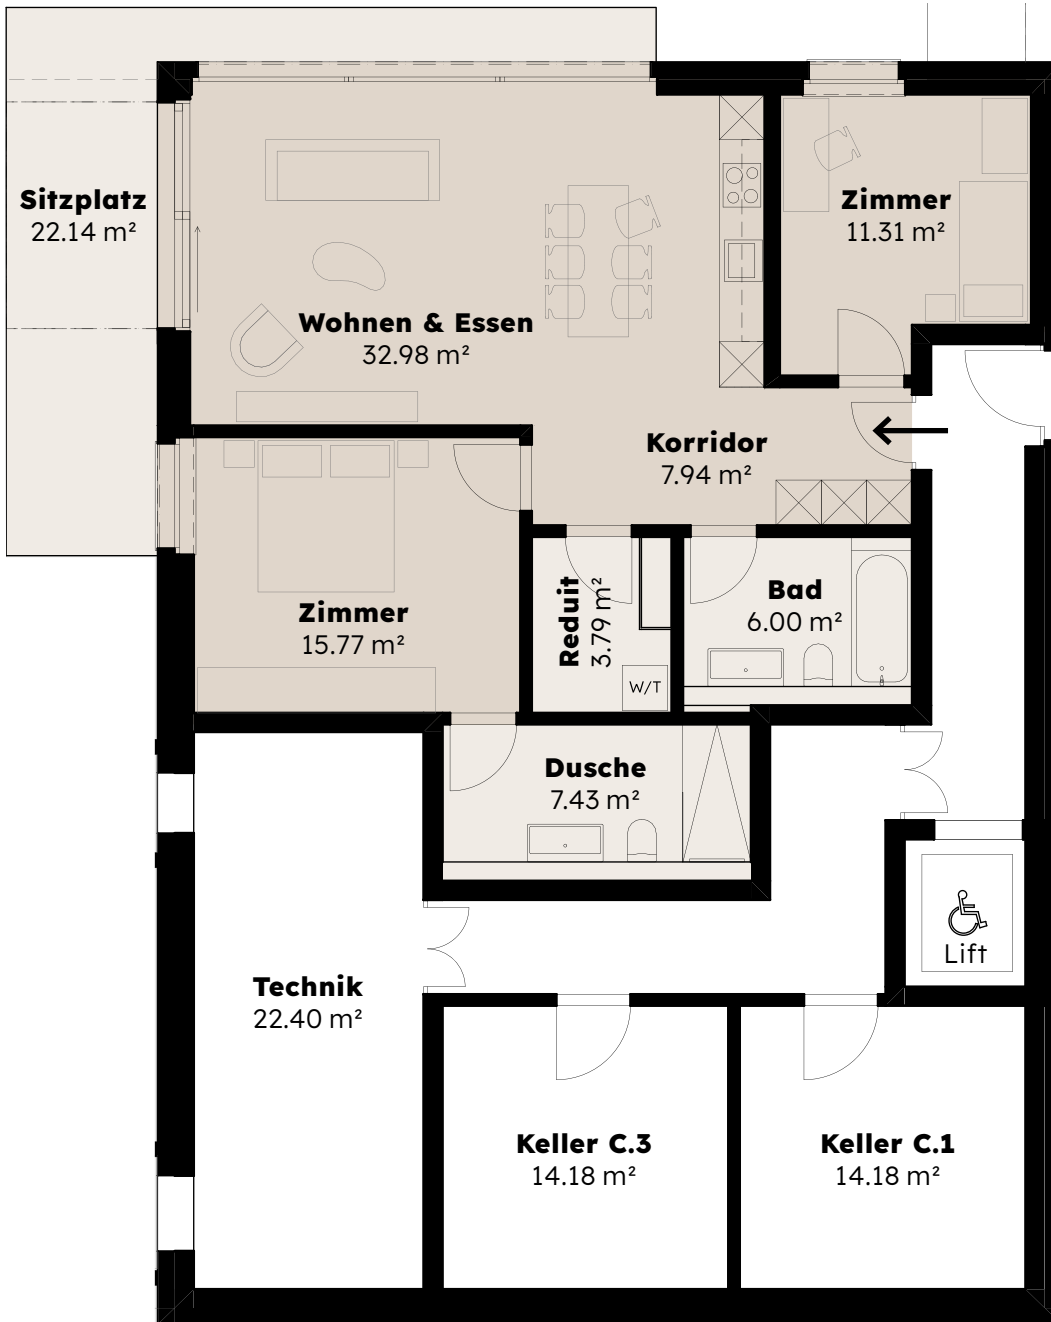 Sitzplatz
22.14 m²
Zimmer
11.31 m²
Wohnen & Essen
32.98 m²
Korridor
7.94 m²
Zimmer
15.77 m²
Reduit
3.79 m²
W/T
Bad
6.00 m²
Dusche
7.43 m²
Lift
Technik
22.40 m²
Keller C.3
14.18 m²
Keller C.1
14.18 m²